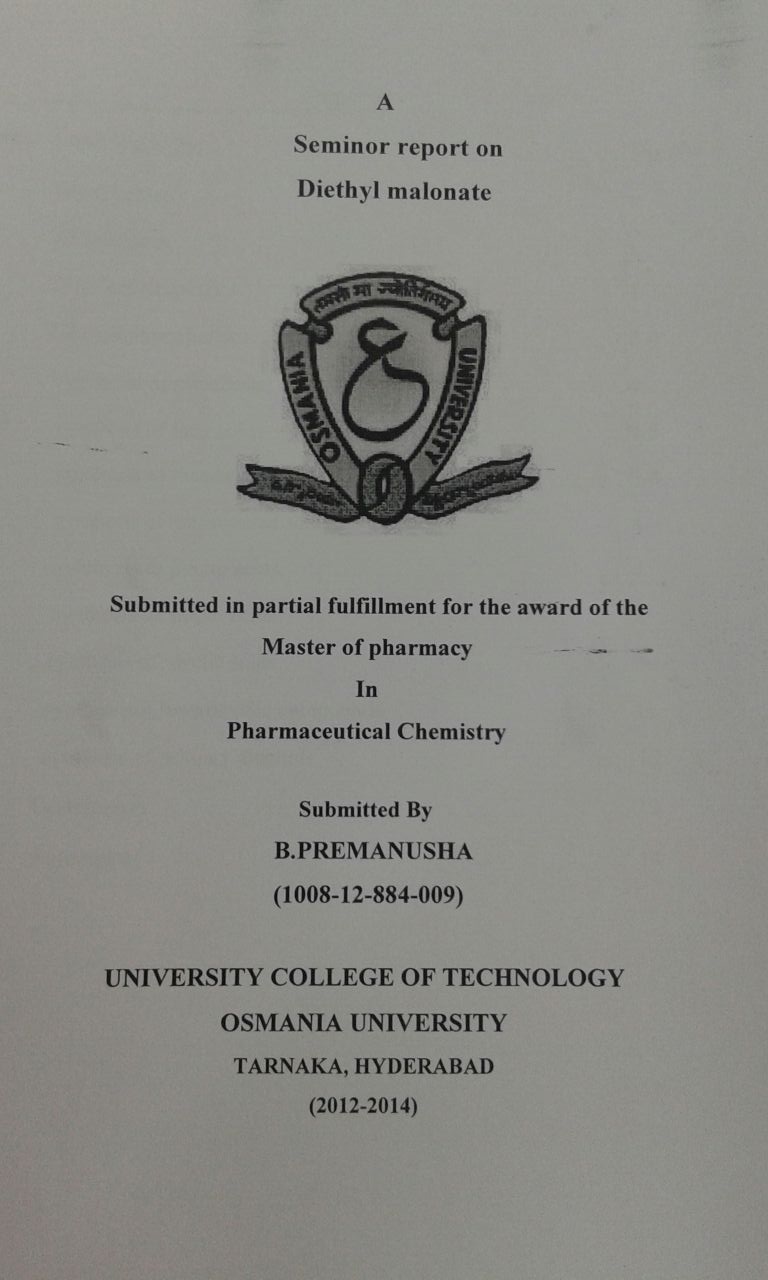 A
Seminor report on
Diethyl malonate
तमसो मा ज्योतिर्गमय
ع
OSMANIA
UNIVERSITY
Submitted in partial fulfillment for the award of the
Master of pharmacy
In
Pharmaceutical Chemistry
Submitted By
B.PREMANUSHA
(1008-12-884-009)
UNIVERSITY COLLEGE OF TECHNOLOGY
OSMANIA UNIVERSITY
TARNAKA, HYDERABAD
(2012-2014)